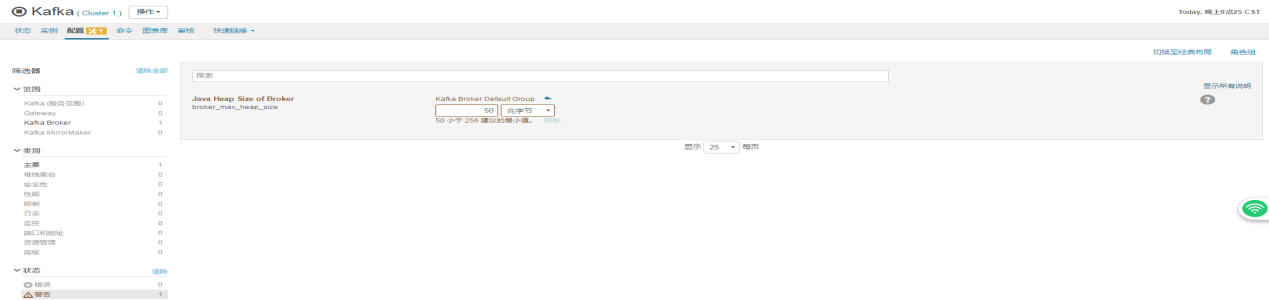 Kafka ( Cluster 1 ) 操作
Today, 晚上9点25 CST
状态 实例 配置 1 命令 图表库 审核 快速链接
切换至经典布局 角色组
筛选器 清除全部
搜索
显示所有说明
范围
Kafka (服务范围) 0
Gateway 0
Kafka Broker 1
Kafka MirrorMaker 0
Java Heap Size of Broker
broker_max_heap_size
Kafka Broker Default Group
50 兆字节
50 小于 256 建议的最小值。 抑制...
显示 25 每页
类别
主要 1
堆栈集合 0
安全性 0
性能 0
抑制 0
日志 0
监控 0
端口和地址 0
资源管理 0
高级 0
状态 清除
错误 0
警告 1